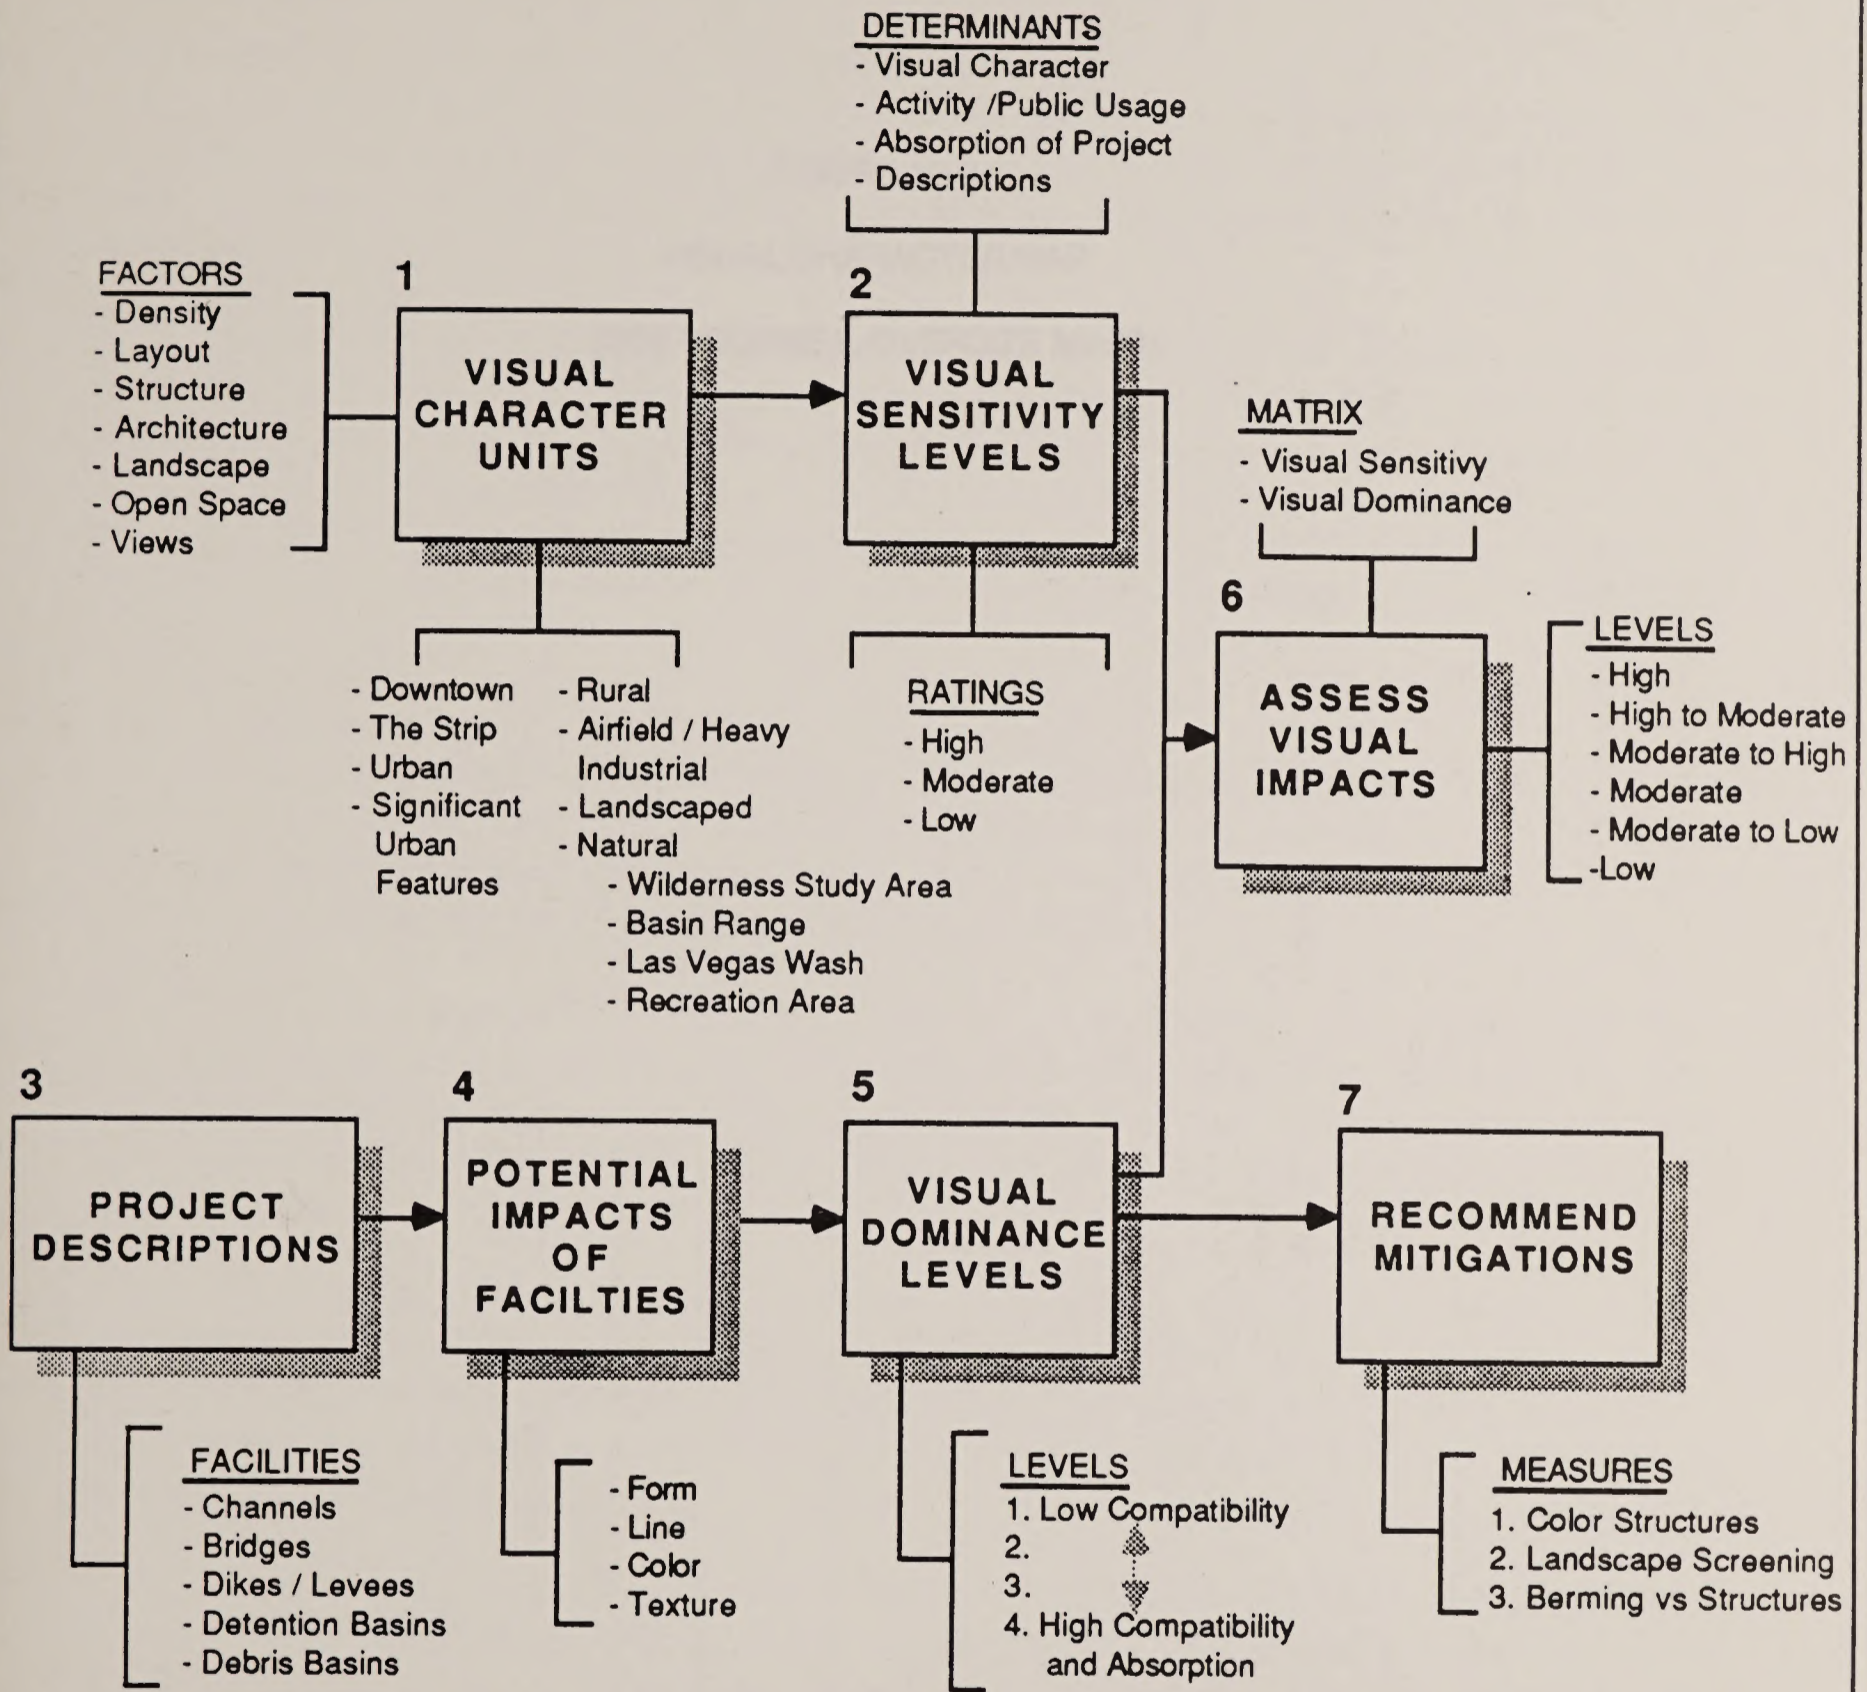 DETERMINANTS
- Visual Character
- Activity /Public Usage
- Absorption of Project
- Descriptions
FACTORS
- Density
- Layout
- Structure
- Architecture
- Landscape
- Open Space
- Views
1
VISUAL
CHARACTER
UNITS
- Downtown
- The Strip
- Urban
- Significant
Urban
Features
- Rural
- Airfield / Heavy
Industrial
- Landscaped
- Natural
- Wilderness Study Area
- Basin Range
- Las Vegas Wash
- Recreation Area
2
VISUAL
SENSITIVITY
LEVELS
RATINGS
- High
- Moderate
- Low
MATRIX
- Visual Sensitivy
- Visual Dominance
6
ASSESS
VISUAL
IMPACTS
LEVELS
- High
- High to Moderate
- Moderate to High
- Moderate
- Moderate to Low
-Low
3
PROJECT
DESCRIPTIONS
FACILITIES
- Channels
- Bridges
- Dikes / Levees
- Detention Basins
- Debris Basins
4
POTENTIAL
IMPACTS
OF
FACILTIES
- Form
- Line
- Color
- Texture
5
VISUAL
DOMINANCE
LEVELS
LEVELS
1. Low Compatibility
2.
3.
4. High Compatibility
and Absorption
7
RECOMMEND
MITIGATIONS
MEASURES
1. Color Structures
2. Landscape Screening
3. Berming vs Structures